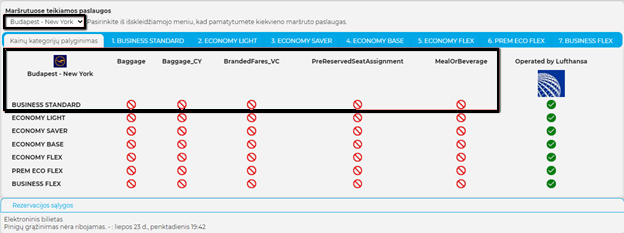 Maršrutuose teikiamos paslaugos
Budapest - New York Pasirinkite iš išskleidžiamojo meniu, kad pamatytumėte kiekvieno maršruto paslaugas.
Kainų kategorijų palyginimas 1. BUSINESS STANDARD 2. ECONOMY LIGHT 3. ECONOMY SAVER 4. ECONOMY BASE 5. ECONOMY FLEX 6. PREM ECO FLEX 7. BUSINESS FLEX
Budapest - New York Baggage Baggage_CY BrandedFares_VC PreReservedSeatAssignment MealOrBeverage Operated by Lufthansa
BUSINESS STANDARD
ECONOMY LIGHT
ECONOMY SAVER
ECONOMY BASE
ECONOMY FLEX
PREM ECO FLEX
BUSINESS FLEX
Rezervacijos sąlygos
Elektroninis bilietas
Pinigų grąžinimas nėra ribojamas. - : liepos 23 d., penktadienis 19:42